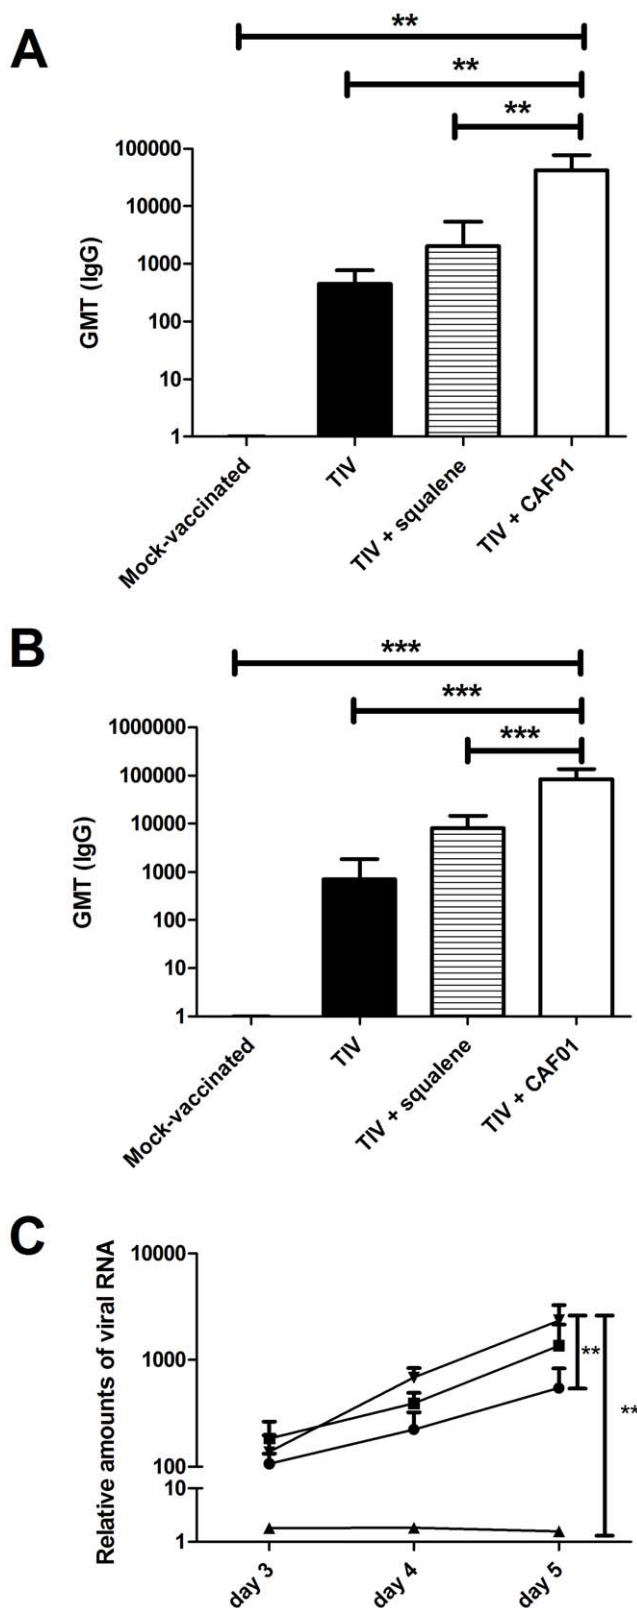 A
**
**
**
100000
10000
1000
100
10
1
GMT (IgG)
Mock-vaccinated
TIV
TIV + squalene
TIV + CAF01
B
***
***
***
1000000
100000
10000
1000
100
10
1
GMT (IgG)
Mock-vaccinated
TIV
TIV + squalene
TIV + CAF01
C
10000
1000
100
10
1
Relative amounts of viral RNA
**
**
day 3
day 4
day 5